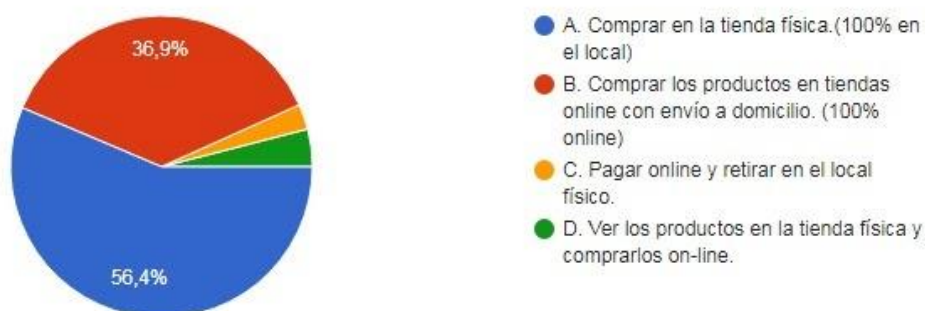 36,9%
56,4%
A. Comprar en la tienda física.(100% en
el local)
B. Comprar los productos en tiendas
online con envío a domicilio. (100%
online)
C. Pagar online y retirar en el local
físico.
D. Ver los productos en la tienda física y
comprarlos on-line.